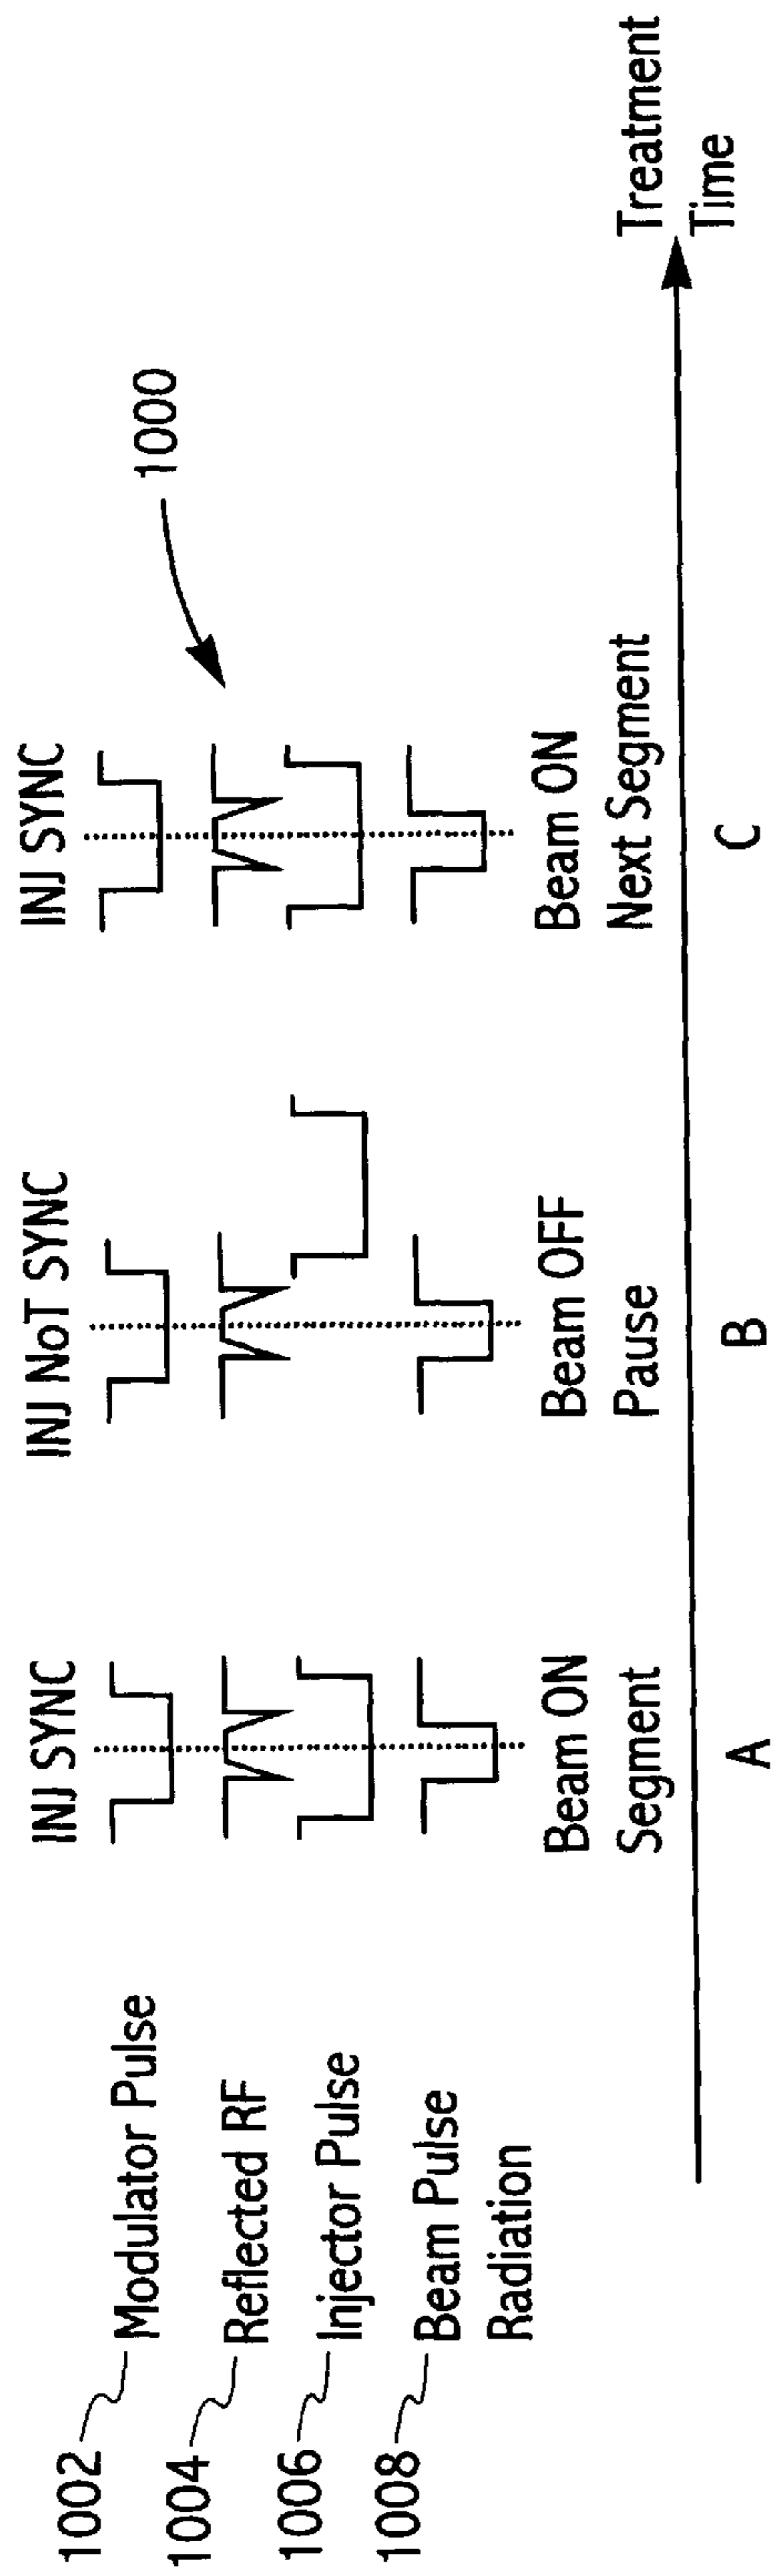 INJ SYNC
INJ NoT SYNC
INJ SYNC
1000
1002
Modulator Pulse
1004
Reflected RF
1006
Injector Pulse
1008
Beam Pulse
Radiation
Beam ON
Segment
Beam OFF
Pause
Beam ON
Next Segment
Treatment
Time
A
B
C